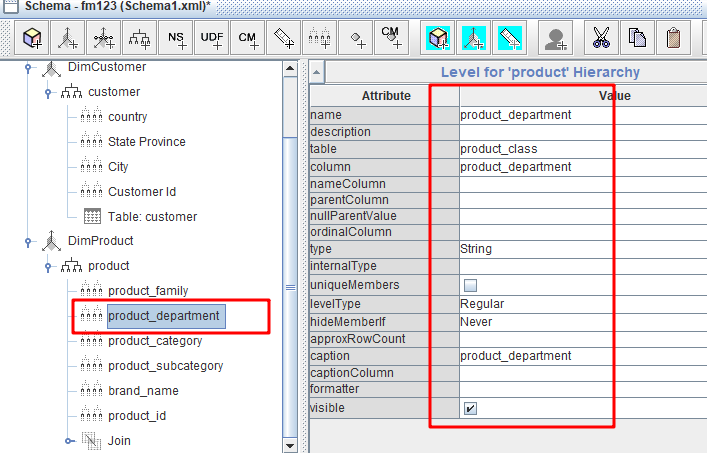 Schema - fm123 (Schema1.xml)*
NS UDF CM CM
DimCustomer
customer
country
State Province
City
Customer Id
Table: customer
DimProduct
product
product_family
product_department
product_category
product_subcategory
brand_name
product_id
Join
Level for 'product' Hierarchy
Attribute Value
name product_department
description
table product_class
column product_department
nameColumn
parentColumn
nullParentValue
ordinalColumn
type String
internalType
uniqueMembers
levelType Regular
hideMemberIf Never
approxRowCount
caption product_department
captionColumn
formatter
visible